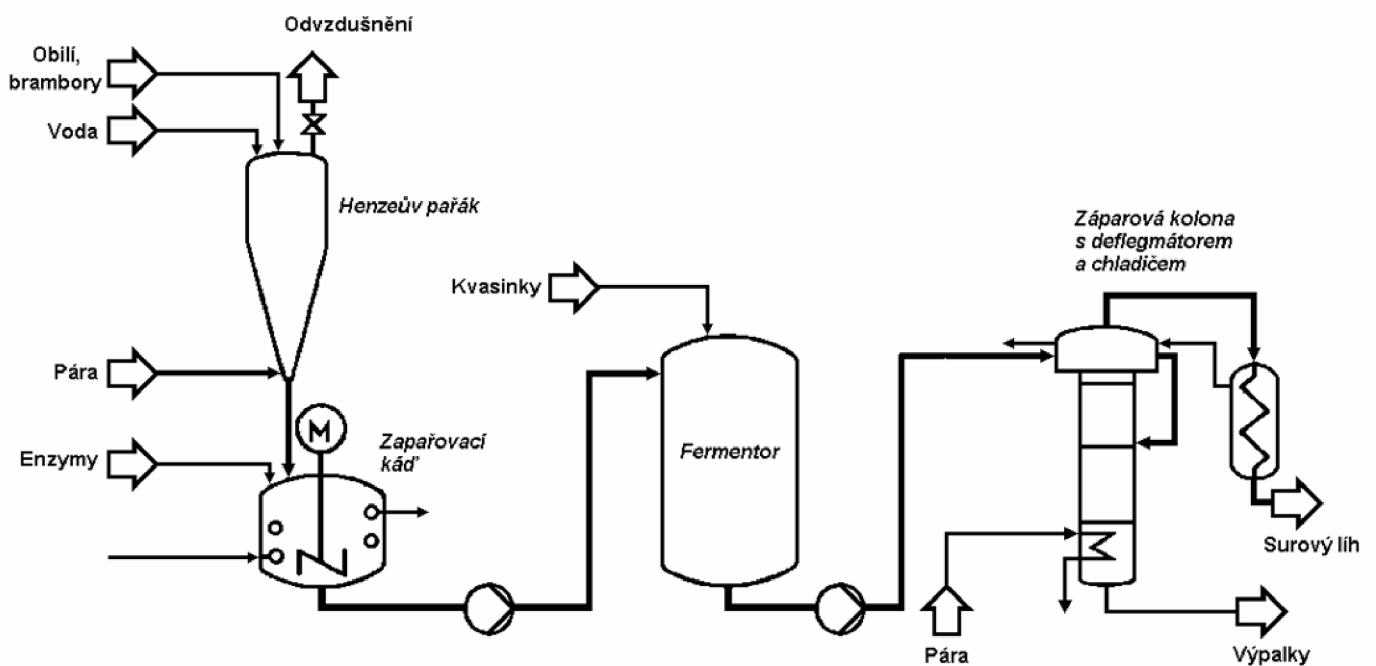 Odvzdušnění
Obilí,
brambory
Voda
Henzeův pařák
Záparová kolona
s deflegmátorem
a chladičem
Kvasinky
Pára
M
Zapařovací
káď
Enzymy
Fermentor
Surový líh
Pára
Výpalky